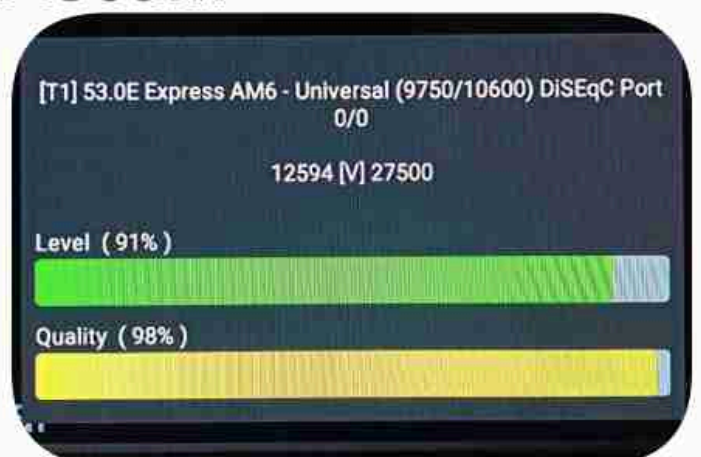 [T1] 53.0E Express AM6 - Universal (9750/10600) DiSEqC Port
0/0
12594 [V] 27500
Level ( 91% )
Quality ( 98% )